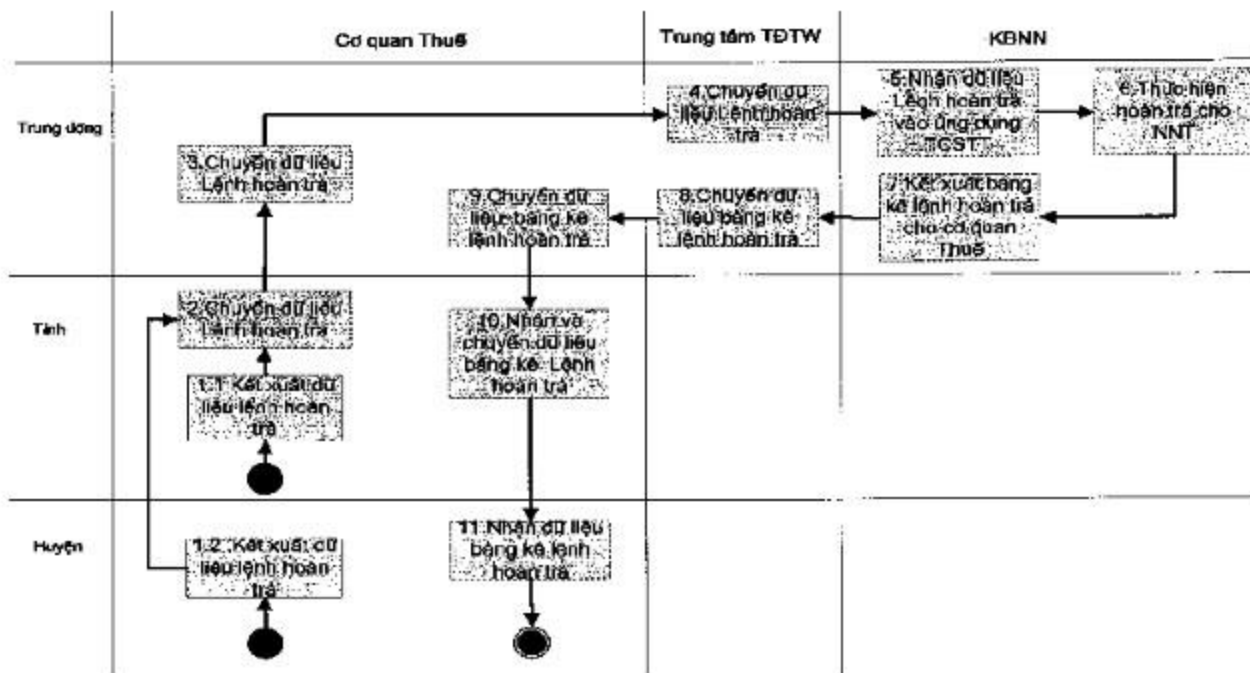 Cơ quan Thuế
Trung tâm TĐTW
KBNN
Trung ương
3.Chuyển dữ liệu
Lệnh hoàn trả
4.Chuyển dữ
liệu Lệnh hoàn
trả
5.Nhận dữ liệu
Lệnh hoàn trả
vào ứng dụng
TCST
6.Thực hiện
hoàn trả cho
NNT
9.Chuyển dữ
liệu bảng kê
lệnh hoàn trả
8.Chuyển dữ
liệu bảng kê
lệnh hoàn trả
7.Kết xuất bảng
kê lệnh hoàn trả
cho cơ quan
Thuế
Tỉnh
2.Chuyển dữ liệu
Lệnh hoàn trả
10.Nhận và
chuyển dữ liệu
bảng kê Lệnh
hoàn trả
1.1 Kết xuất dữ
liệu lệnh hoàn
trả
Huyện
1.2. Kết xuất dữ
liệu lệnh hoàn
trả
11.Nhận dữ liệu
bảng kê lệnh
hoàn trả